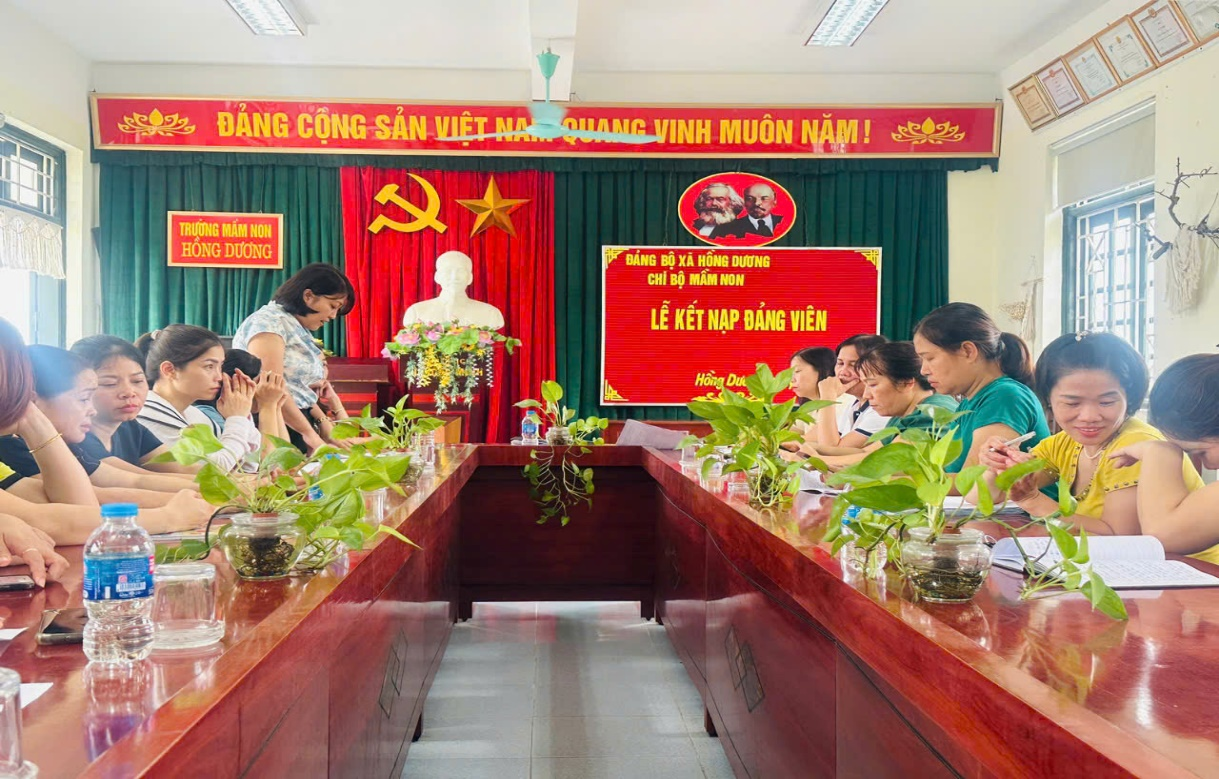 ĐẢNG CỘNG SẢN VIỆT NAM QUANG VINH MUÔN NĂM !
TRƯỜNG MẦM NON
HỒNG DƯƠNG
ĐẢNG BỘ XÃ HỒNG DƯƠNG
CHI BỘ MẦM NON
LỄ KẾT NẠP ĐẢNG VIÊN
Hồng